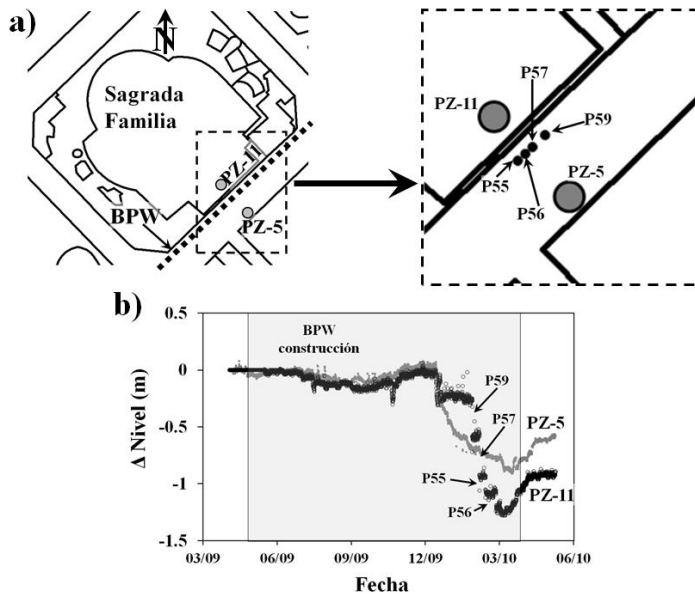 a)
N
Sagrada
Familia
PZ-11
BPW
PZ-5
P57
PZ-11
P59
P55
PZ-5
P56
b)
0.5
BPW
construcción
0
P59
Δ Nivel (m)
-0.5
P57
PZ-5
P55
-1
P56
PZ-11
-1.5
03/09 06/09 09/09 12/09 03/10 06/10
Fecha